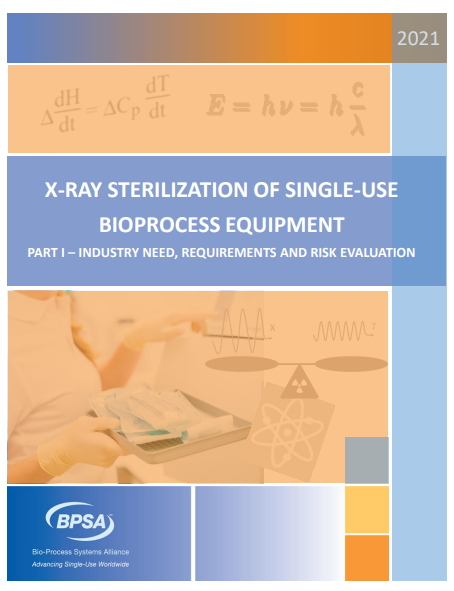 2021
Δ dH/dt = ΔCp dT/dt
E = hν = h c/λ
X-RAY STERILIZATION OF SINGLE-USE
BIOPROCESS EQUIPMENT
PART I – INDUSTRY NEED, REQUIREMENTS AND RISK EVALUATION
X
γ
BPSA
Bio-Process Systems Alliance
Advancing Single-Use Worldwide